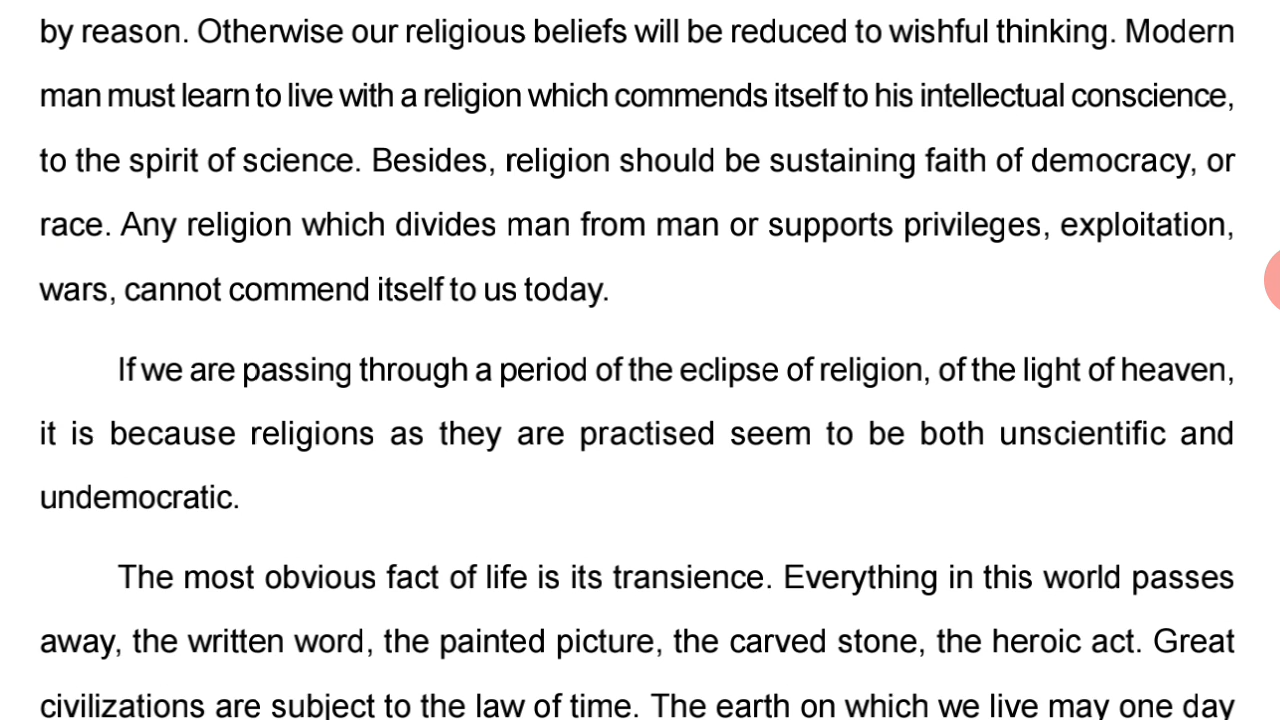 by reason. Otherwise our religious beliefs will be reduced to wishful thinking. Modern
man must learn to live with a religion which commends itself to his intellectual conscience,
to the spirit of science. Besides, religion should be sustaining faith of democracy, or
race. Any religion which divides man from man or supports privileges, exploitation,
wars, cannot commend itself to us today.
If we are passing through a period of the eclipse of religion, of the light of heaven,
it is because religions as they are practised seem to be both unscientific and
undemocratic.
The most obvious fact of life is its transience. Everything in this world passes
away, the written word, the painted picture, the carved stone, the heroic act. Great
civilizations are subject to the law of time. The earth on which we live may one day